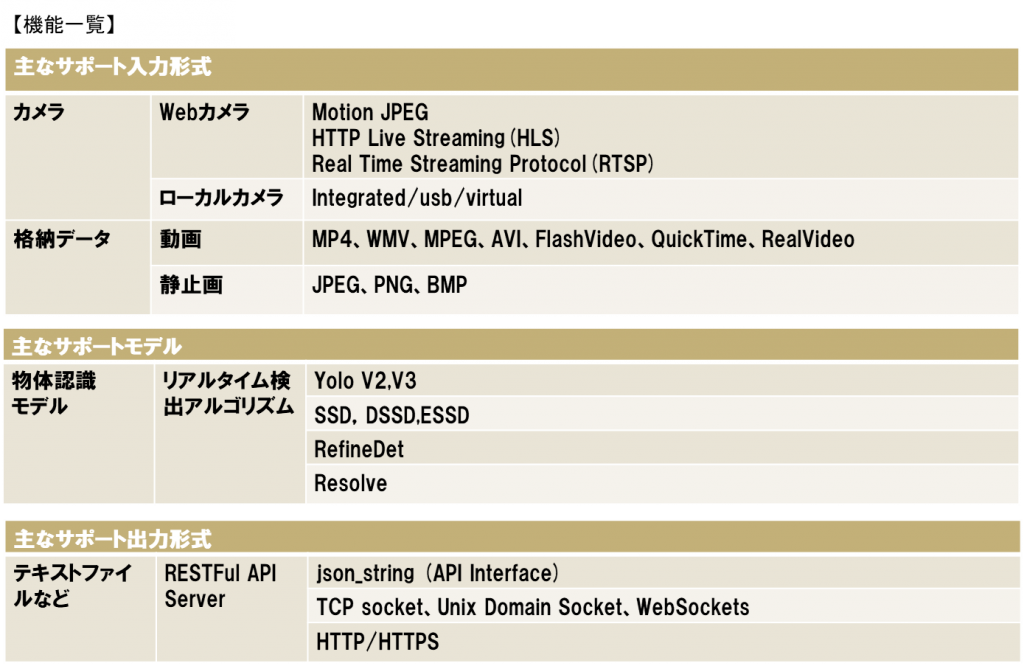 【機能一覧】
主なサポート入力形式
カメラ
Webカメラ
Motion JPEG
HTTP Live Streaming(HLS)
Real Time Streaming Protocol(RTSP)
ローカルカメラ
Integrated/usb/virtual
格納データ
動画
MP4、WMV、MPEG、AVI、FlashVideo、QuickTime、RealVideo
静止画
JPEG、PNG、BMP
主なサポートモデル
物体認識
モデル
リアルタイム検
出アルゴリズム
Yolo V2,V3
SSD, DSSD,ESSD
RefineDet
Resolve
主なサポート出力形式
テキストファイ
ルなど
RESTFul API
Server
json_string (API Interface)
TCP socket、Unix Domain Socket、WebSockets
HTTP/HTTPS